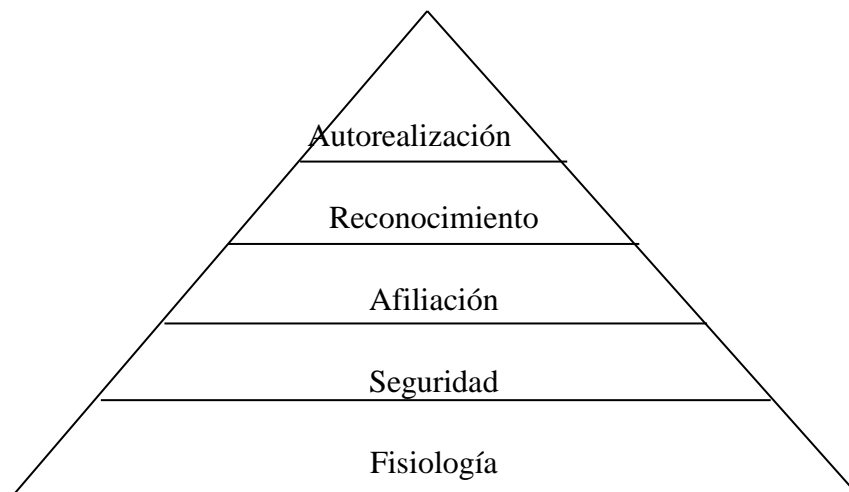 Autorealización
Reconocimiento
Afiliación
Seguridad
Fisiología